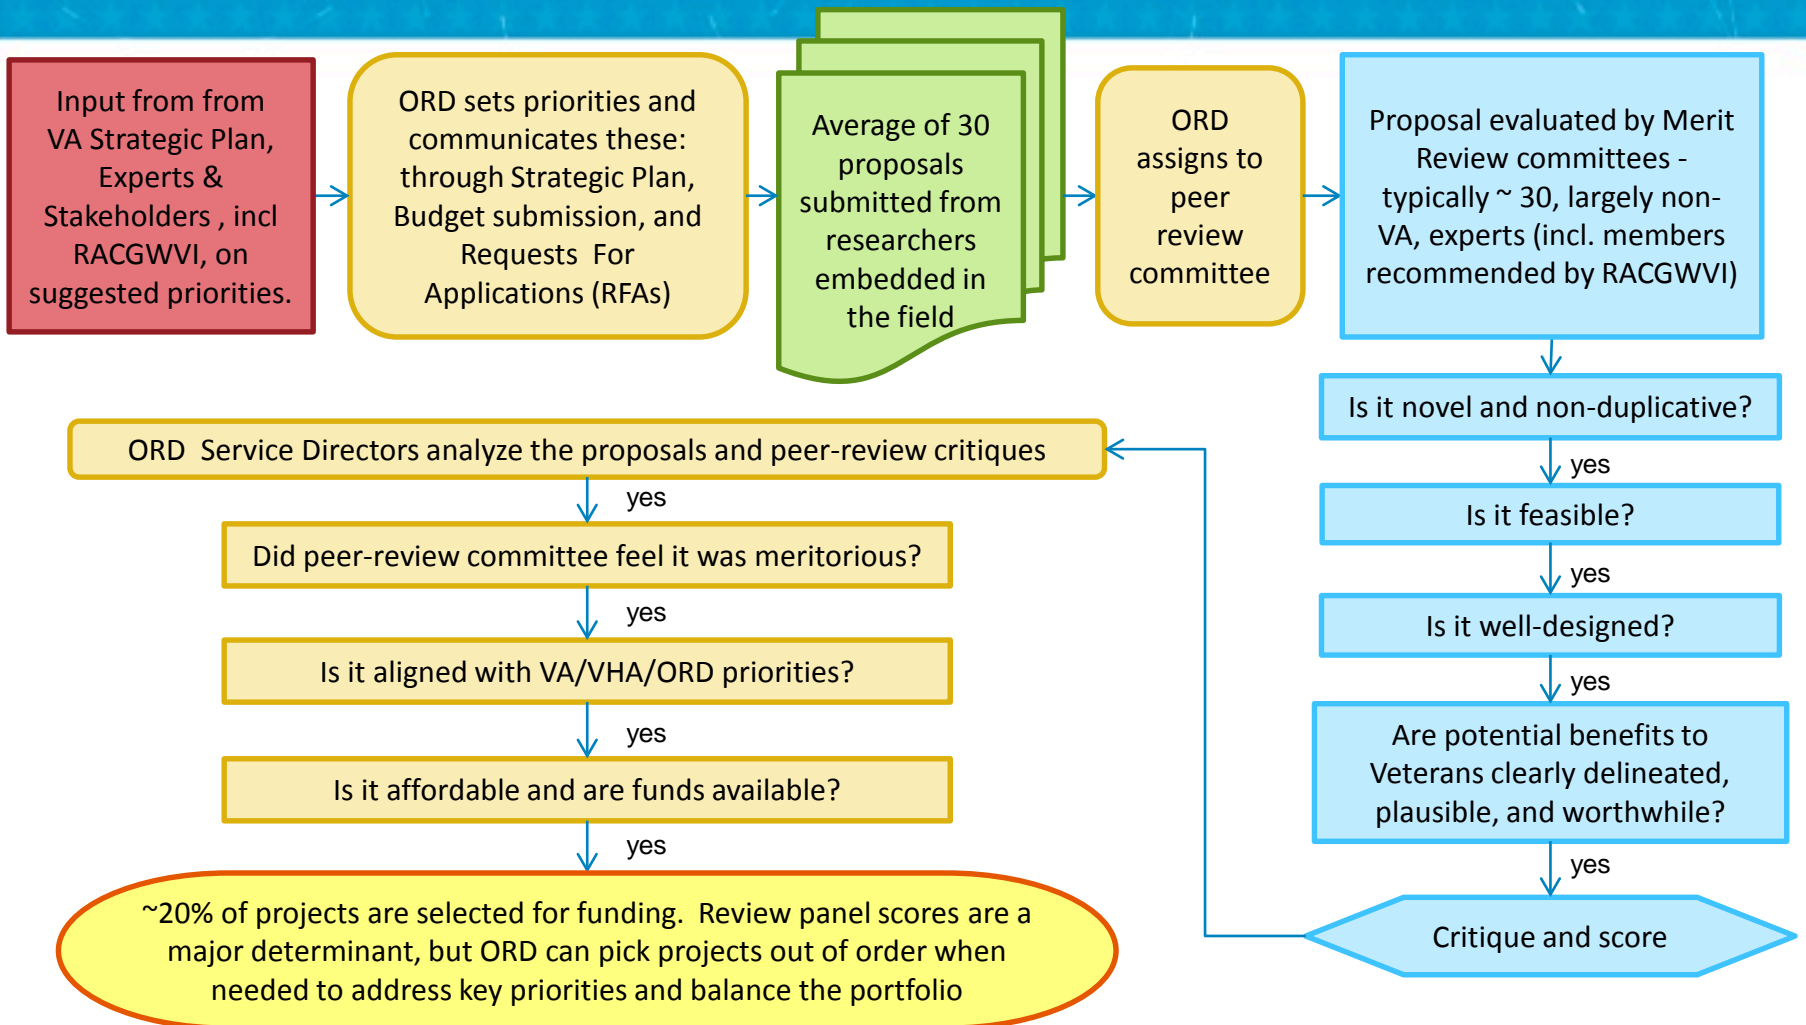 Input from from
VA Strategic Plan,
Experts &
Stakeholders , incl
RACGWVI, on
suggested priorities.
ORD sets priorities and
communicates these:
through Strategic Plan,
Budget submission, and
Requests For
Applications (RFAs)
Average of 30
proposals
submitted from
researchers
embedded in
the field
ORD
assigns to
peer
review
committee
Proposal evaluated by Merit
Review committees -
typically ~ 30, largely non-
VA, experts (incl. members
recommended by RACGWVI)
Is it novel and non-duplicative?
yes
Is it feasible?
yes
Is it well-designed?
yes
Are potential benefits to
Veterans clearly delineated,
plausible, and worthwhile?
yes
Critique and score
ORD Service Directors analyze the proposals and peer-review critiques
yes
Did peer-review committee feel it was meritorious?
yes
Is it aligned with VA/VHA/ORD priorities?
yes
Is it affordable and are funds available?
yes
~20% of projects are selected for funding. Review panel scores are a
major determinant, but ORD can pick projects out of order when
needed to address key priorities and balance the portfolio